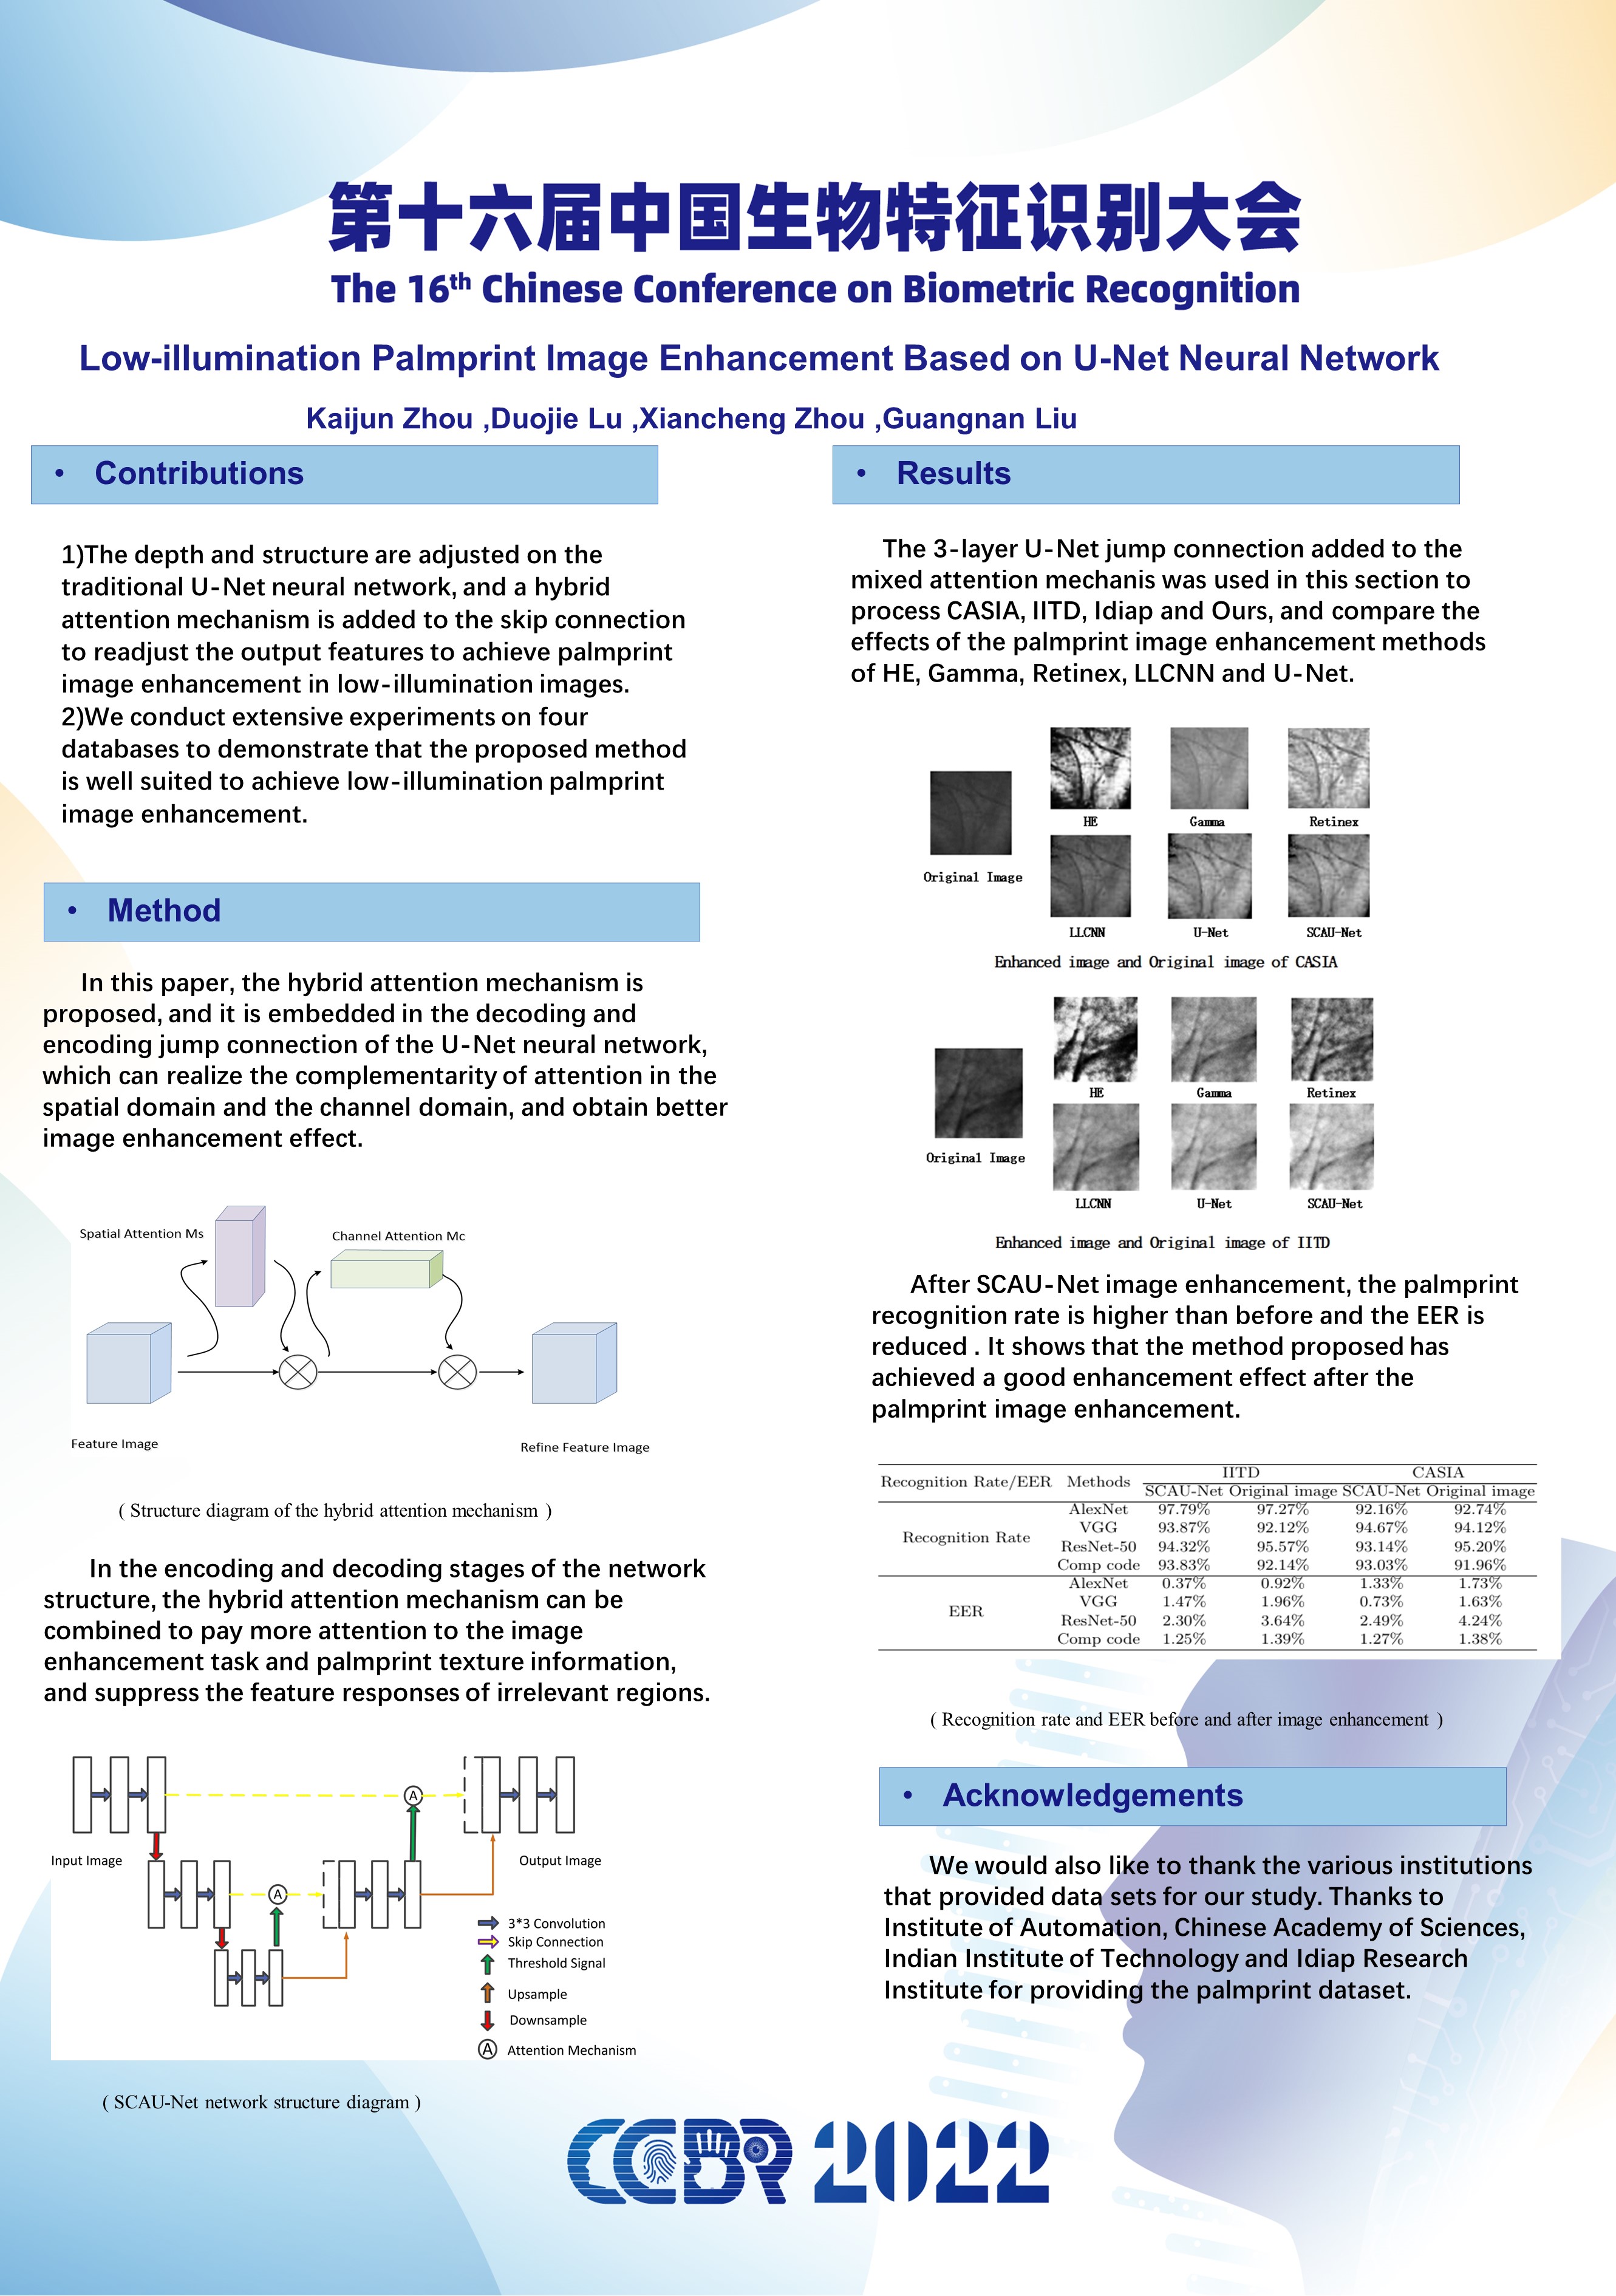 第十六届中国生物特征识别大会
The 16th Chinese Conference on Biometric Recognition
Low-illumination Palmprint Image Enhancement Based on U-Net Neural Network
Kaijun Zhou ,Duojie Lu ,Xiancheng Zhou ,Guangnan Liu
• Contributions
1)The depth and structure are adjusted on the
traditional U-Net neural network, and a hybrid
attention mechanism is added to the skip connection
to readjust the output features to achieve palmprint
image enhancement in low-illumination images.
2)We conduct extensive experiments on four
databases to demonstrate that the proposed method
is well suited to achieve low-illumination palmprint
image enhancement.
• Method
In this paper, the hybrid attention mechanism is
proposed, and it is embedded in the decoding and
encoding jump connection of the U-Net neural network,
which can realize the complementarity of attention in the
spatial domain and the channel domain, and obtain better
image enhancement effect.
Spatial Attention Ms
Channel Attention Mc
Feature Image
Refine Feature Image
( Structure diagram of the hybrid attention mechanism )
In the encoding and decoding stages of the network
structure, the hybrid attention mechanism can be
combined to pay more attention to the image
enhancement task and palmprint texture information,
and suppress the feature responses of irrelevant regions.
A
Input Image
Output Image
A
3*3 Convolution
Skip Connection
Threshold Signal
Upsample
Downsample
A Attention Mechanism
( SCAU-Net network structure diagram )
• Results
The 3-layer U-Net jump connection added to the
mixed attention mechanis was used in this section to
process CASIA, IITD, Idiap and Ours, and compare the
effects of the palmprint image enhancement methods
of HE, Gamma, Retinex, LLCNN and U-Net.
HE Gamma Retinex
Original Image
LLCNN U-Net SCAU-Net
Enhanced image and Original image of CASIA
HE Gamma Retinex
Original Image
LLCNN U-Net SCAU-Net
Enhanced image and Original image of IITD
After SCAU-Net image enhancement, the palmprint
recognition rate is higher than before and the EER is
reduced . It shows that the method proposed has
achieved a good enhancement effect after the
palmprint image enhancement.
Recognition Rate/EER Methods IITD CASIA
SCAU-Net Original image SCAU-Net Original image
Recognition Rate
AlexNet 97.79% 97.27% 92.16% 92.74%
VGG 93.87% 92.12% 94.67% 94.12%
ResNet-50 94.32% 95.57% 93.14% 95.20%
Comp code 93.83% 92.14% 93.03% 91.96%
EER
AlexNet 0.37% 0.92% 1.33% 1.73%
VGG 1.47% 1.96% 0.73% 1.63%
ResNet-50 2.30% 3.64% 2.49% 4.24%
Comp code 1.25% 1.39% 1.27% 1.38%
( Recognition rate and EER before and after image enhancement )
• Acknowledgements
We would also like to thank the various institutions
that provided data sets for our study. Thanks to
Institute of Automation, Chinese Academy of Sciences,
Indian Institute of Technology and Idiap Research
Institute for providing the palmprint dataset.
CCBR 2022